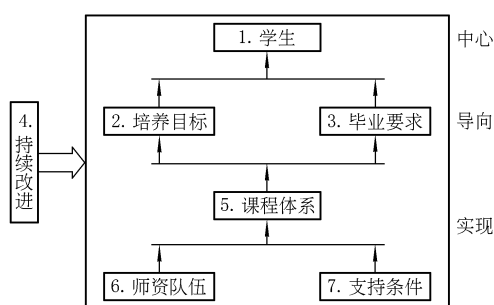 1. 学生
中心
2. 培养目标
3. 毕业要求
导向
4.
持
续
改
进
5. 课程体系
实现
6. 师资队伍
7. 支持条件